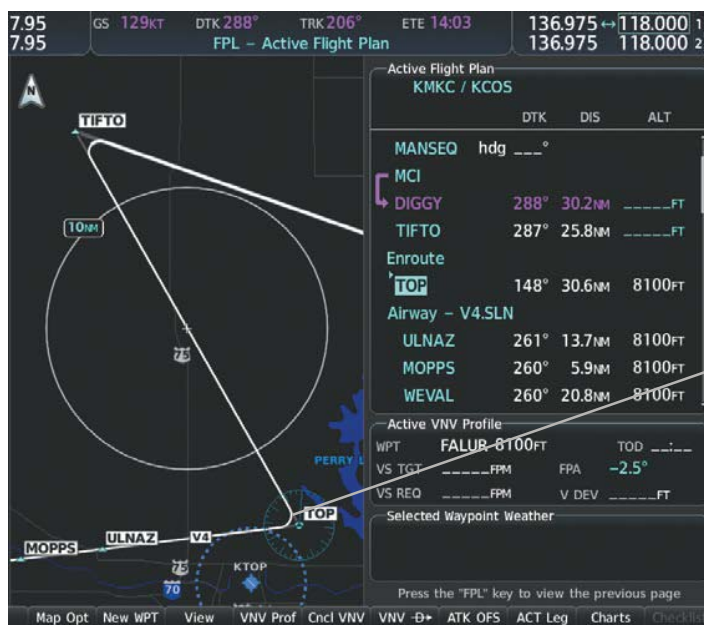 7.95 GS 129KT DTK 288° TRK 206° ETE 14:03 136.975 ↔ 118.000 1
7.95 FPL – Active Flight Plan 136.975 118.000 2
N
TIFTO
10NM
75
PERRY L
TOP
V4
ULNAZ
MOPPS
75
KTOP
70
Active Flight Plan
KMKC / KCOS
DTK DIS ALT
MANSEQ hdg ___°
MCI
DIGGY 288° 30.2NM _____FT
TIFTO 287° 25.8NM _____FT
Enroute
TOP 148° 30.6NM 8100FT
Airway – V4.SLN
ULNAZ 261° 13.7NM 8100FT
MOPPS 260° 5.9NM 8100FT
WEVAL 260° 20.8NM 8100FT
Active VNV Profile
WPT FALUR 8100FT TOD __:__
VS TGT _____FPM FPA -2.5°
VS REQ _____FPM V DEV _____FT
Selected Waypoint Weather
Press the "FPL" key to view the previous page
Map Opt New WPT View VNV Prof Cncl VNV VNV -D→ ATK OFS ACT Leg Charts Checklis